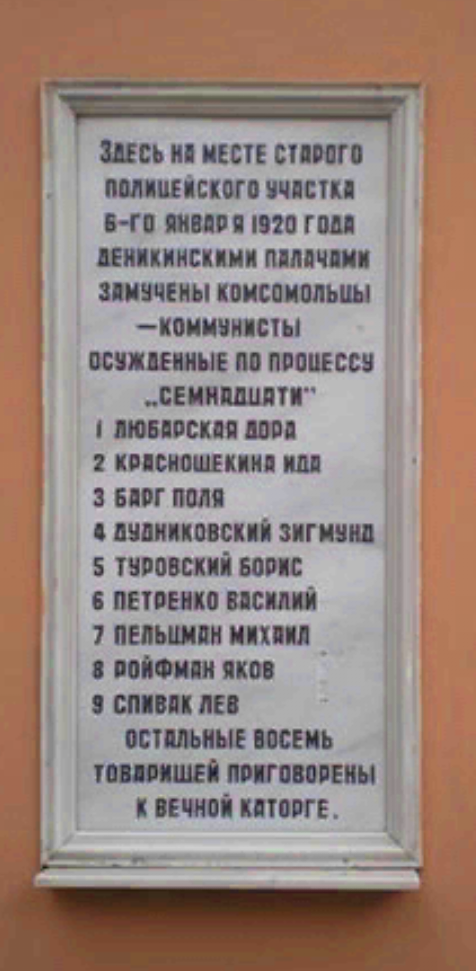 ЗДЕСЬ НА МЕСТЕ СТАРОГО
ПОЛИЦЕЙСКОГО УЧАСТКА
6-ГО ЯНВАРЯ 1920 ГОДА
ДЕНИКИНСКИМИ ПАЛАЧАМИ
ЗАМУЧЕНЫ КОМСОМОЛЬЦЫ
—КОММУНИСТЫ
ОСУЖДЕННЫЕ ПО ПРОЦЕССУ
„СЕМНАДЦАТИ"
1 ЛЮБАРСКАЯ ДОРА
2 КРАСНОЩЕКИНА ИДА
3 БАРГ ПОЛЯ
4 ДУДНИКОВСКИЙ ЗИГМУНД
5 ТУРОВСКИЙ БОРИС
6 ПЕТРЕНКО ВАСИЛИЙ
7 ПЕЛЬЦМАН МИХАИЛ
8 РОЙФМАН ЯКОВ
9 СПИВАК ЛЕВ
ОСТАЛЬНЫЕ ВОСЕМЬ
ТОВАРИЩЕЙ ПРИГОВОРЕНЫ
К ВЕЧНОЙ КАТОРГЕ.